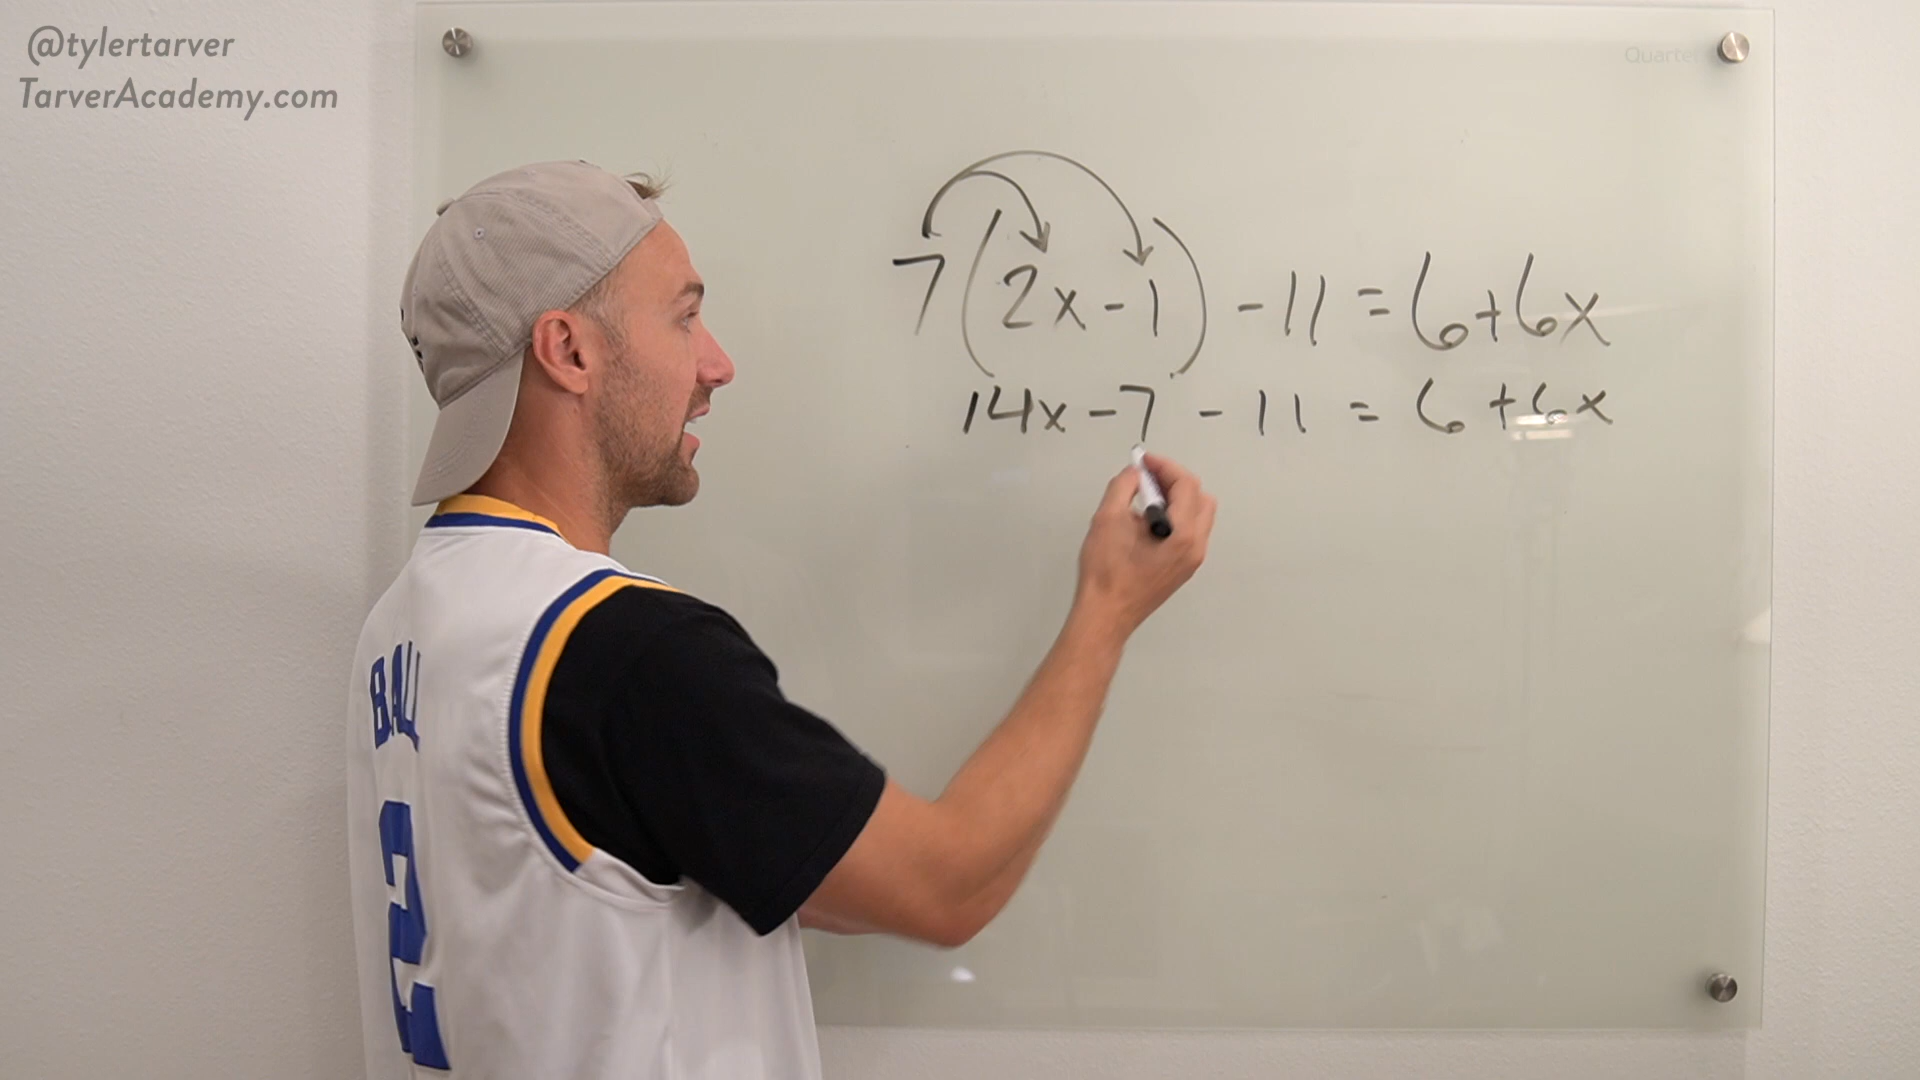 @tylertarver
TarverAcademy.com
7(2x-1)-11=6+6x
14x-7-11=6+6x
BALL
2